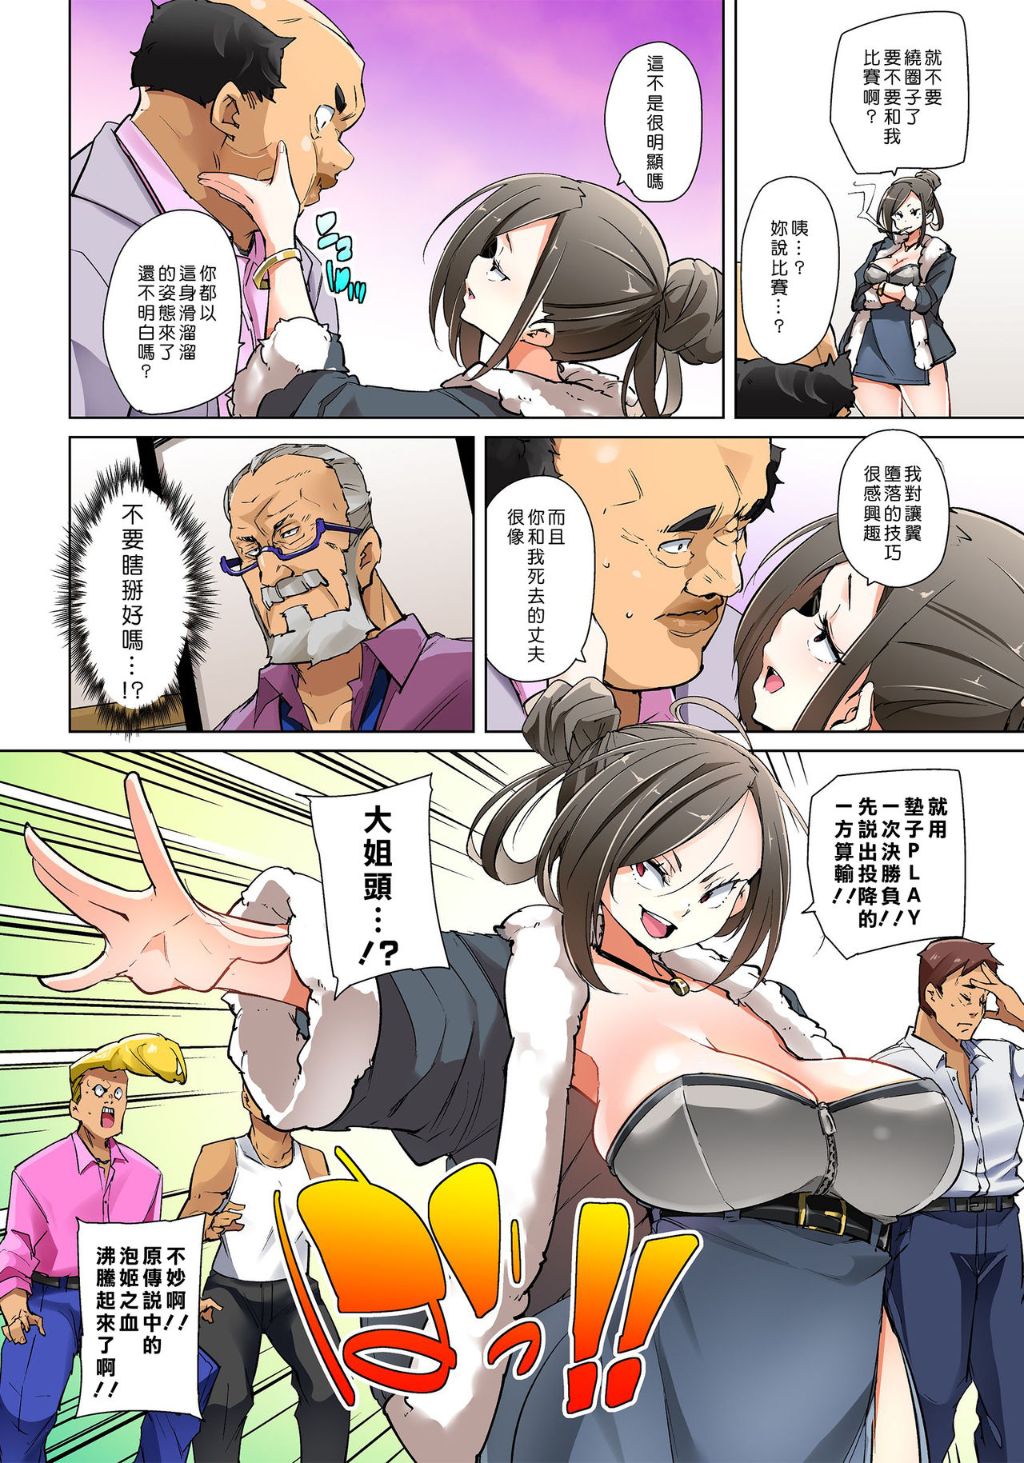 就不要
繞圈子了
要不要和我
比賽啊?
咦…?
妳說比賽…?
這不是很明顯嗎
你都以
這身滑溜溜
的姿態來了
還不明白嗎?
ニコ
ニコ
我對讓翼
墮落的技巧
很感興趣
而且
你和我死去的丈夫
很像
不要瞎掰好嗎…!?
就用
墊子PLAY
一次決勝負!!
先說出投降的
一方算輸!!
大姐頭…!?
ばっ!!
不妙啊!!
原傳說中的
泡姬之血
沸騰起來了啊!!